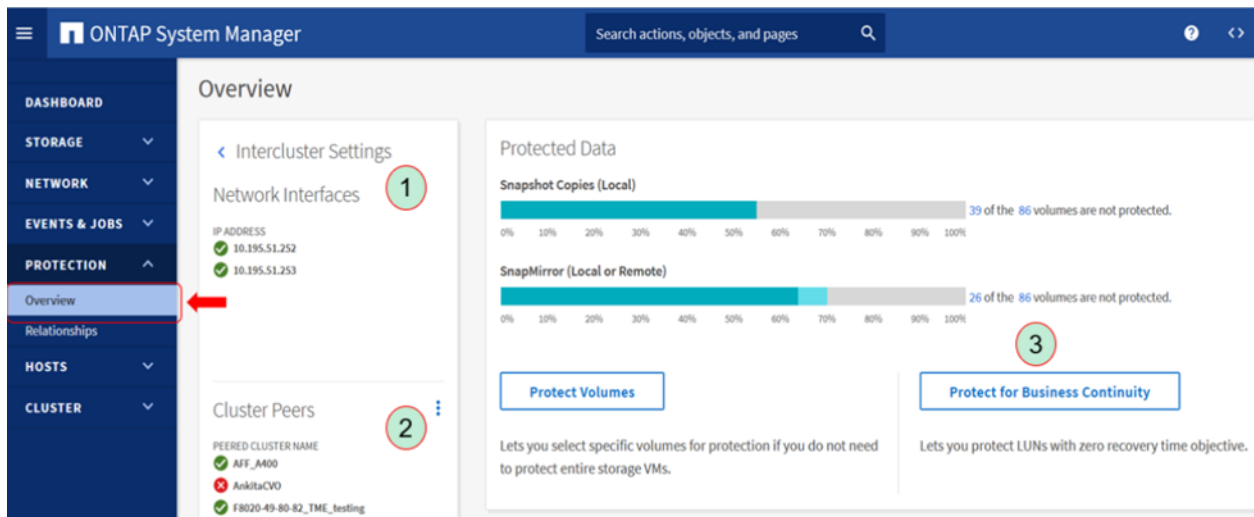 ONTAP System Manager
Search actions, objects, and pages
DASHBOARD
STORAGE
NETWORK
EVENTS & JOBS
PROTECTION
Overview
Relationships
HOSTS
CLUSTER
Overview
Intercluster Settings
Network Interfaces
1
IP ADDRESS
10.195.51.252
10.195.51.253
Cluster Peers
2
PEERED CLUSTER NAME
AFF_A400
AnkitaCVO
F8020-49-80-82_TME_testing
Protected Data
Snapshot Copies (Local)
39 of the 86 volumes are not protected.
0% 10% 20% 30% 40% 50% 60% 70% 80% 90% 100%
SnapMirror (Local or Remote)
26 of the 86 volumes are not protected.
0% 10% 20% 30% 40% 50% 60% 70% 80% 90% 100%
3
Protect Volumes
Lets you select specific volumes for protection if you do not need
to protect entire storage VMs.
Protect for Business Continuity
Lets you protect LUNs with zero recovery time objective.